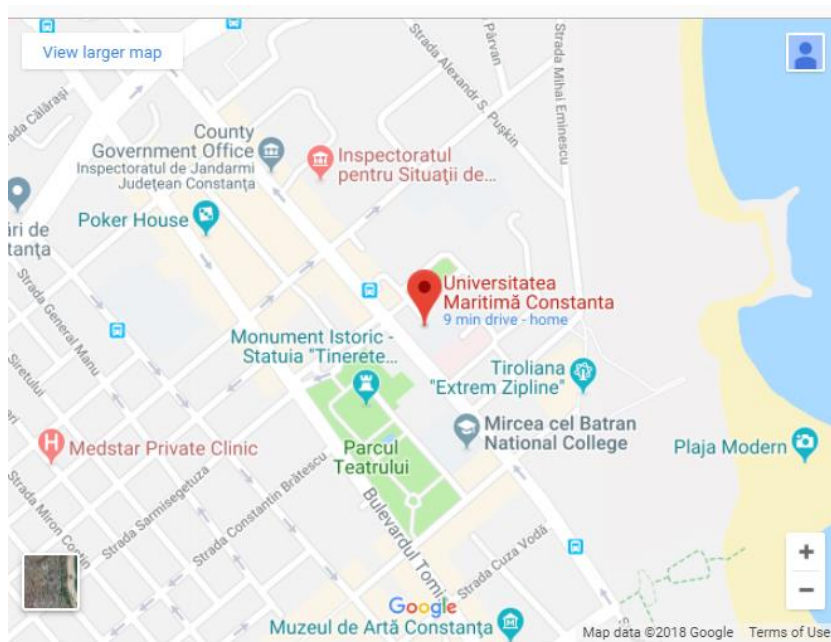 View larger map
Strada Călărași
Strada Alexandr S. Pușkin
Pârvan
Strada Mihai Eminescu
County
Government Office
Inspectoratul de Jandarmi
Județean Constanța
Inspectoratul
pentru Situații de...
Poker House
ări de
tanța
Universitatea
Maritimă Constanta
9 min drive - home
Strada General Manu
Monument Istoric -
Statuia "Tinerețe...
Tiroliana
"Extrem Zipline"
Siretului
Mircea cel Batran
National College
Medstar Private Clinic
Parcul
Teatrului
Plaja Modern
Strada Miron Costin
Strada Sarmisegetuza
Strada Constantin Brătescu
Bulevardul Tomi
Strada Cuza Vodă
+
−
Google
Muzeul de Artă Constanța
Map data ©2018 Google
Terms of Use